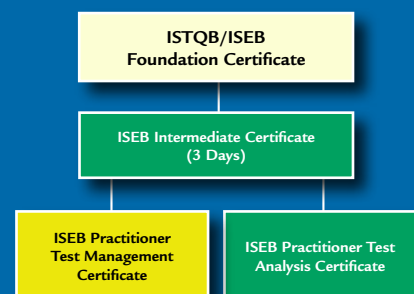 ISTQB/ISEB
Foundation Certificate
ISEB Intermediate Certificate
(3 Days)
ISEB Practitioner
Test Management
Certificate
ISEB Practitioner Test
Analysis Certificate